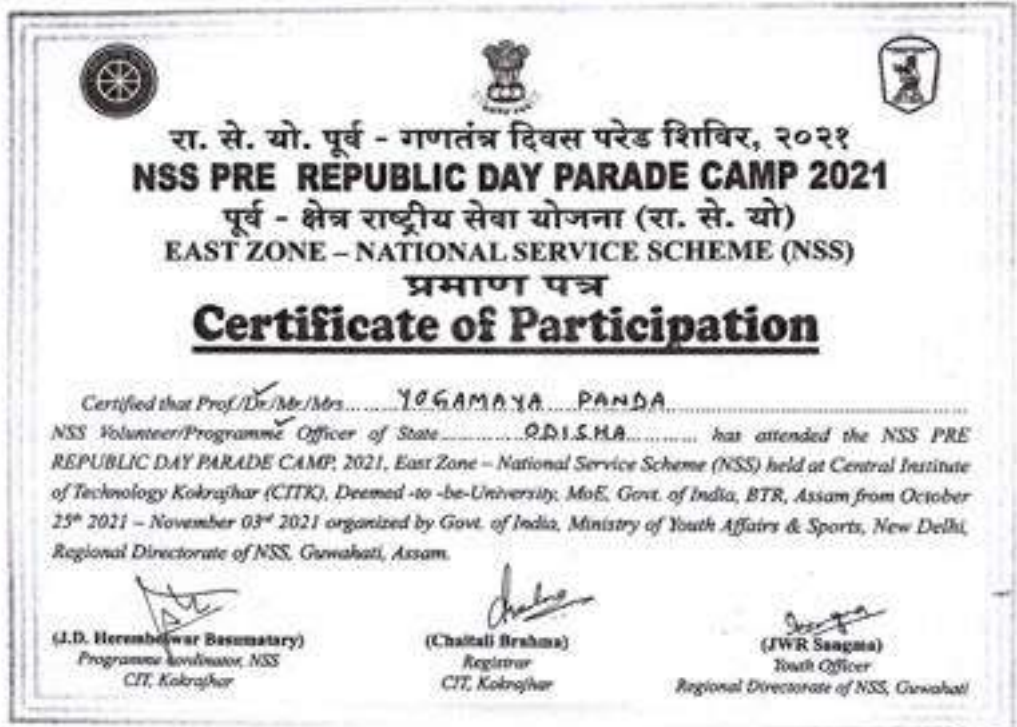 रा. से. यो. पूर्व - गणतंत्र दिवस परेड शिविर, २०२१
NSS PRE REPUBLIC DAY PARADE CAMP 2021
पूर्व - क्षेत्र राष्ट्रीय सेवा योजना (रा. से. यो)
EAST ZONE – NATIONAL SERVICE SCHEME (NSS)
प्रमाण पत्र
Certificate of Participation
Certified that Prof./Dr./Mr./Mrs. YOGAMAYA PANDA
NSS Volunteer/Programme Officer of State ODISHA has attended the NSS PRE
REPUBLIC DAY PARADE CAMP, 2021, East Zone – National Service Scheme (NSS) held at Central Institute
of Technology Kokrajhar (CITK), Deemed -to -be-University, MoE, Govt. of India, BTR, Assam from October
25th 2021 – November 03rd 2021 organized by Govt. of India, Ministry of Youth Affairs & Sports, New Delhi,
Regional Directorate of NSS, Guwahati, Assam.
(J.D. Herembeswar Basumatary)
Programme Coordinator, NSS
CIT, Kokrajhar
(Chaitali Brahma)
Registrar
CIT, Kokrajhar
(JWR Sangma)
Youth Officer
Regional Directorate of NSS, Guwahati